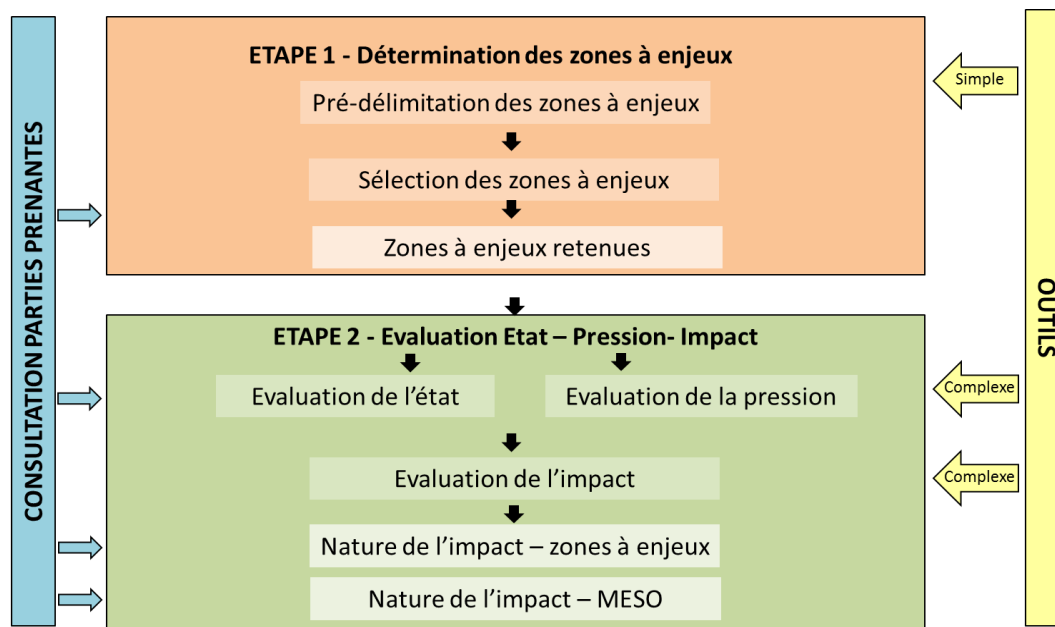 CONSULTATION PARTIES PRENANTES
ETAPE 1 - Détermination des zones à enjeux
Pré-délimitation des zones à enjeux
Sélection des zones à enjeux
Zones à enjeux retenues
Simple
OUTILS
ETAPE 2 - Evaluation Etat – Pression- Impact
Evaluation de l'état
Evaluation de la pression
Complexe
Evaluation de l'impact
Complexe
Nature de l'impact – zones à enjeux
Nature de l'impact – MESO